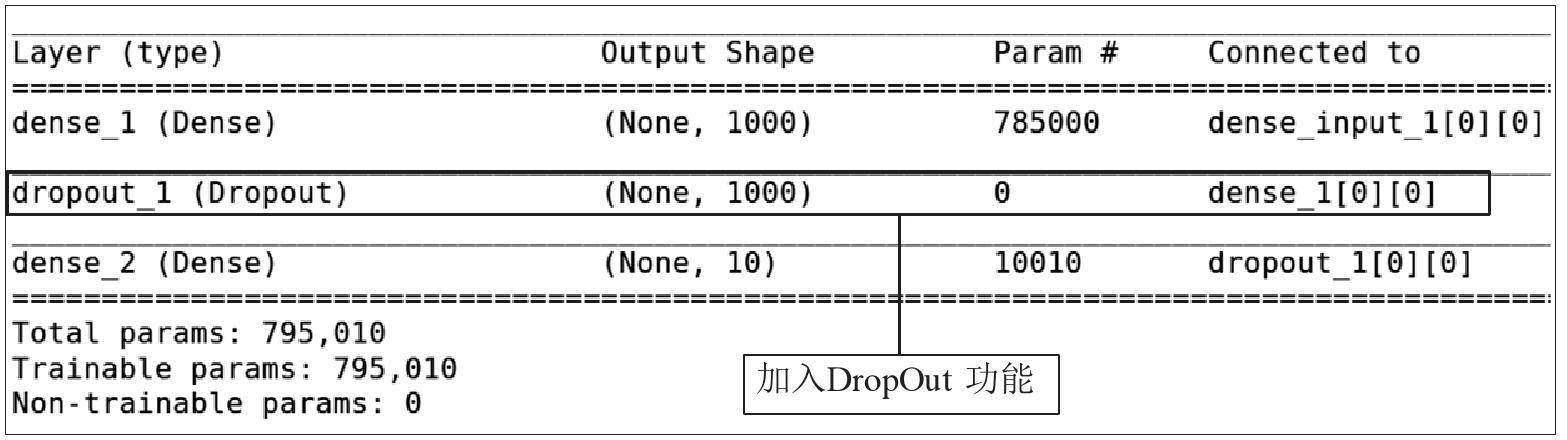 Layer (type) Output Shape Param # Connected to
dense_1 (Dense) (None, 1000) 785000 dense_input_1[0][0]
dropout_1 (Dropout) (None, 1000) 0 dense_1[0][0]
dense_2 (Dense) (None, 10) 10010 dropout_1[0][0]
Total params: 795,010
Trainable params: 795,010
Non-trainable params: 0
加入DropOut 功能